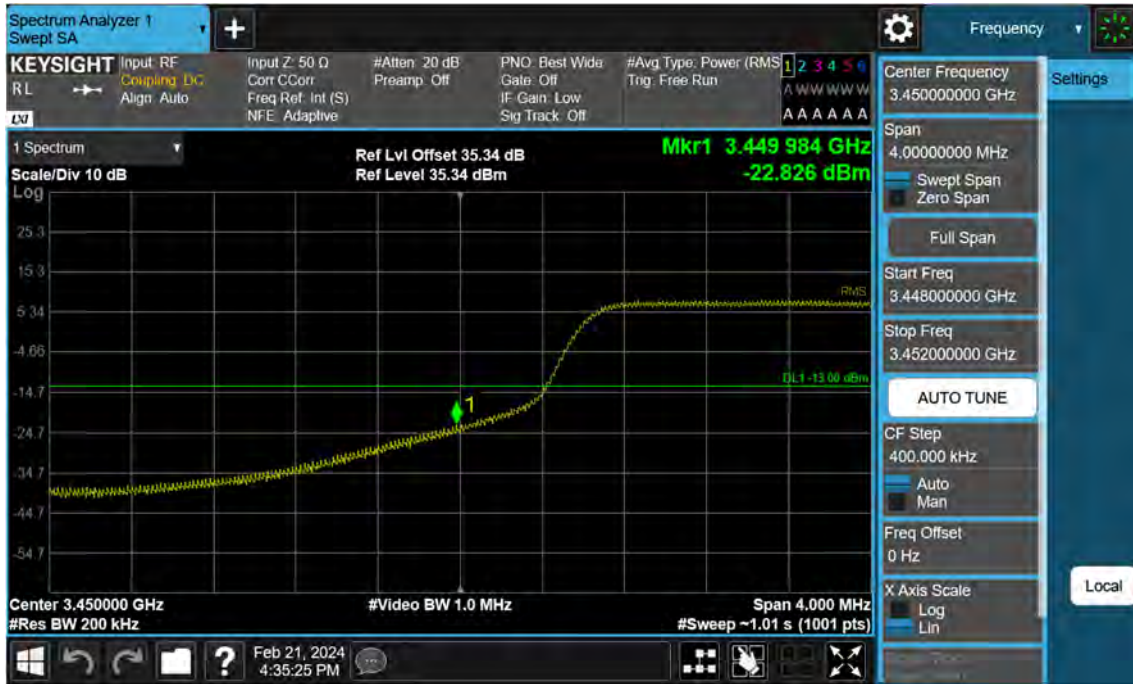 Spectrum Analyzer 1
Swept SA
+
Frequency
KEYSIGHT
RL
LXI
Input: RF
Coupling: DC
Align: Auto
Input Z: 50 Ω
Corr CCorr
Freq Ref: Int (S)
NFE: Adaptive
#Atten: 20 dB
Preamp: Off
PNO: Best Wide
Gate: Off
IF Gain: Low
Sig Track: Off
#Avg Type: Power (RMS
Trig: Free Run
1 2 3 4 5 6
A W W W W W
A A A A A A
Center Frequency
3.450000000 GHz
Settings
Span
4.00000000 MHz
Swept Span
Zero Span
Full Span
Start Freq
3.448000000 GHz
Stop Freq
3.452000000 GHz
AUTO TUNE
CF Step
400.000 kHz
Auto
Man
Freq Offset
0 Hz
X Axis Scale
Log
Lin
Local
1 Spectrum
Scale/Div 10 dB
Ref Lvl Offset 35.34 dB
Ref Level 35.34 dBm
Mkr1 3.449 984 GHz
-22.826 dBm
Log
25.3
15.3
5.34
-4.66
-14.7
-24.7
-34.7
-44.7
-54.7
RMS
DL1 -13.00 dBm
1
Center 3.450000 GHz
#Video BW 1.0 MHz
Span 4.000 MHz
#Res BW 200 kHz
#Sweep ~1.01 s (1001 pts)
?
Feb 21, 2024
4:35:25 PM